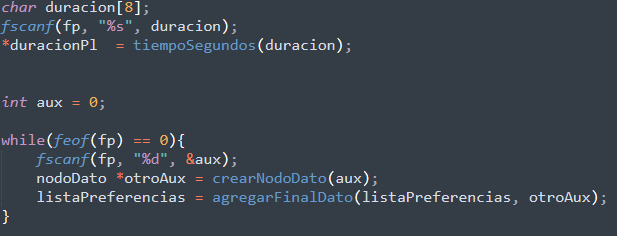 char duracion[8];
fscanf(fp, "%s", duracion);
*duracionPl  = tiempoSegundos(duracion);
int aux = 0;
while(feof(fp) == 0){
    fscanf(fp, "%d", &aux);
    nodoDato *otroAux = crearNodoDato(aux);
    listaPreferencias = agregarFinalDato(listaPreferencias, otroAux);
}